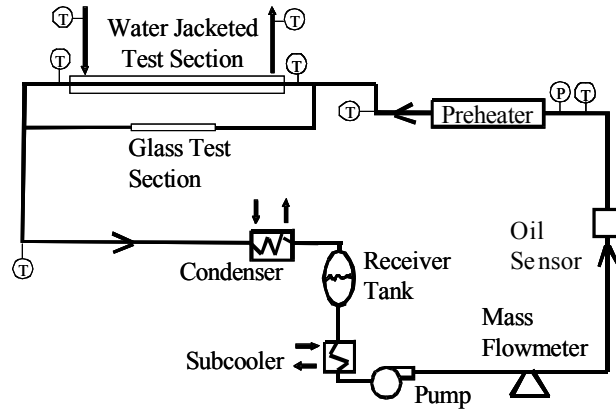 T
T
Water Jacketed
Test Section
T
T
T
Preheater
P
T
Glass Test
Section
T
Condenser
Receiver
Tank
Oil
Sensor
Subcooler
Mass
Flowmeter
Pump